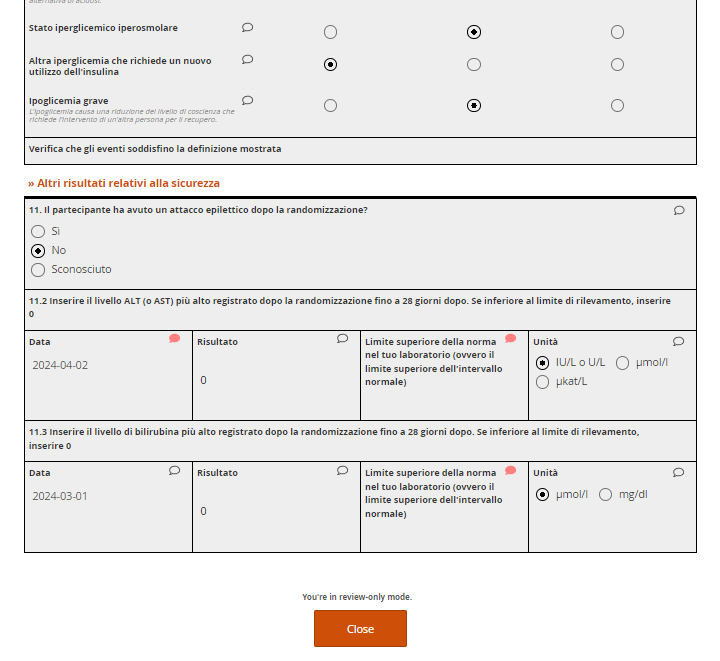 alternativa di acidosi.
Stato iperglicemico iperosmolare
Altra iperglicemia che richiede un nuovo
utilizzo dell'insulina
Ipoglicemia grave
L'ipoglicemia causa una riduzione del livello di coscienza che
richiede l'intervento di un'altra persona per il recupero.
Verifica che gli eventi soddisfino la definizione mostrata
» Altri risultati relativi alla sicurezza
11. Il partecipante ha avuto un attacco epilettico dopo la randomizzazione?
Sì
No
Sconosciuto
11.2 Inserire il livello ALT (o AST) più alto registrato dopo la randomizzazione fino a 28 giorni dopo. Se inferiore al limite di rilevamento, inserire
0
Data
2024-04-02
Risultato
0
Limite superiore della norma
nel tuo laboratorio (ovvero il
limite superiore dell'intervallo
normale)
Unità
IU/L o U/L
µmol/l
µkat/L
11.3 Inserire il livello di bilirubina più alto registrato dopo la randomizzazione fino a 28 giorni dopo. Se inferiore al limite di rilevamento,
inserire 0
Data
2024-03-01
Risultato
0
Limite superiore della norma
nel tuo laboratorio (ovvero il
limite superiore dell'intervallo
normale)
Unità
µmol/l
mg/dl
You're in review-only mode.
Close